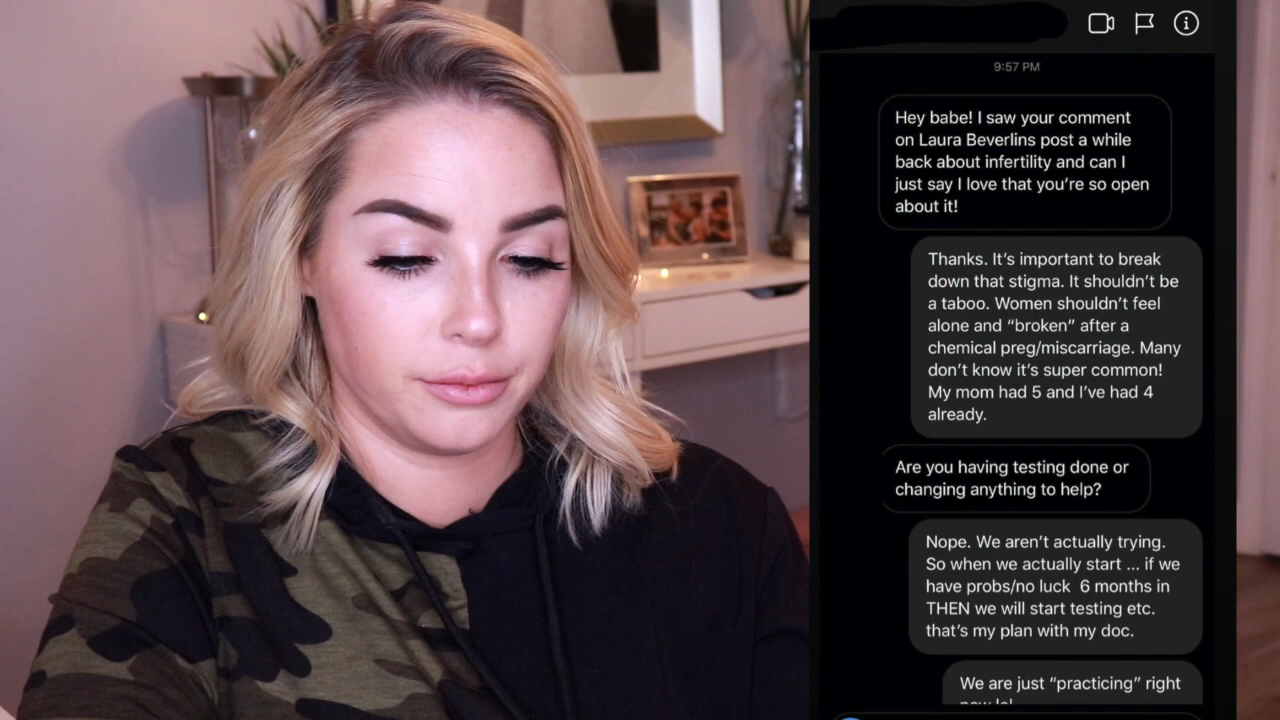 9:57 PM
Hey babe! I saw your comment
on Laura Beverlins post a while
back about infertility and can I
just say I love that you're so open
about it!
Thanks. It's important to break
down that stigma. It shouldn't be
a taboo. Women shouldn't feel
alone and “broken” after a
chemical preg/miscarriage. Many
don't know it's super common!
My mom had 5 and I've had 4
already.
Are you having testing done or
changing anything to help?
Nope. We aren't actually trying.
So when we actually start ... if we
have probs/no luck  6 months in
THEN we will start testing etc.
that's my plan with my doc.
We are just “practicing” right